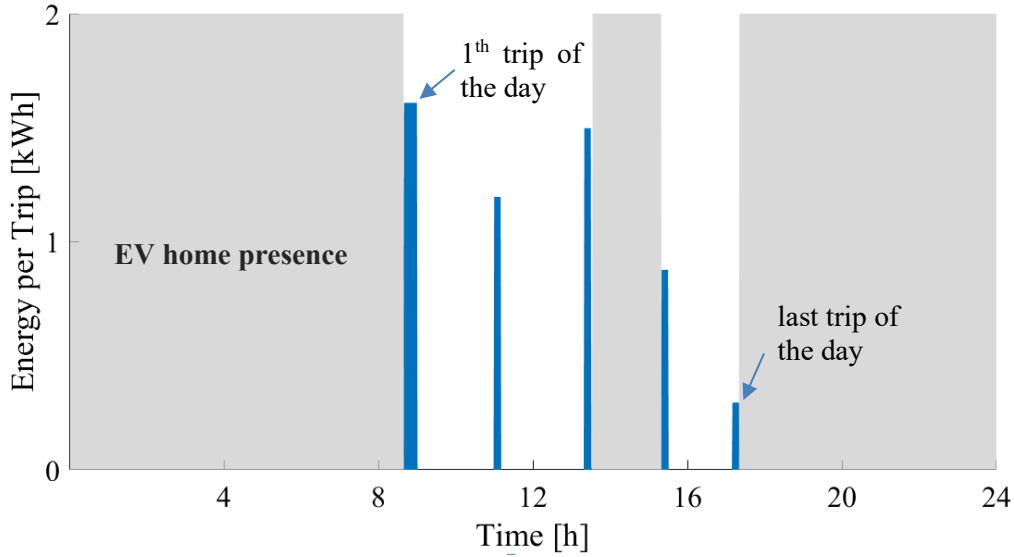 2
1
0
Energy per Trip [kWh]
1th trip of
the day
EV home presence
last trip of
the day
4 8 12 16 20 24
Time [h]